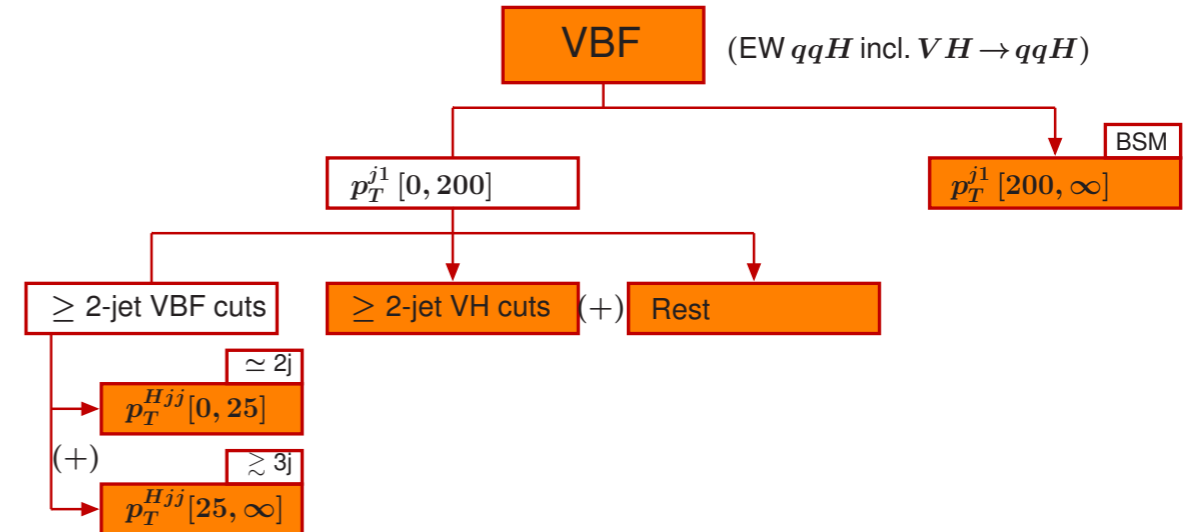 VBF
(EW qqH incl. VH → qqH)
BSM
p_T^{j1} [0, 200]
p_T^{j1} [200, ∞]
≥ 2-jet VBF cuts
≥ 2-jet VH cuts
(+)
Rest
≃ 2j
p_T^{Hjj} [0, 25]
(+)
≳ 3j
p_T^{Hjj} [25, ∞]